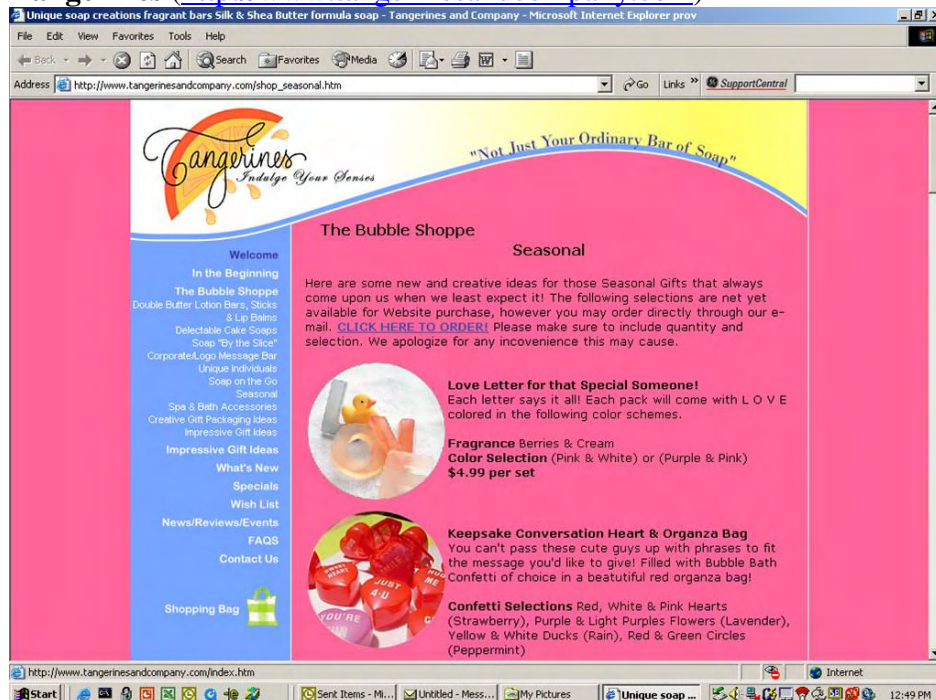 Unique soap creations fragrant bars Silk & Shea Butter formula soap - Tangerines and Company - Microsoft Internet Explorer prov
File Edit View Favorites Tools Help
Back Search Favorites Media
Address http://www.tangerinesandcompany.com/shop_seasonal.htm Go Links » SupportCentral
Tangerines
Indulge Your Senses
"Not Just Your Ordinary Bar of Soap"
The Bubble Shoppe
Seasonal
Welcome
In the Beginning
The Bubble Shoppe
Double Butter Lotion Bars, Sticks
& Lip Balms
Delectable Cake Soaps
Soap "By the Slice"
Corporate/Logo Message Bar
Unique Individuals
Soap on the Go
Seasonal
Spa & Bath Accessories
Creative Gift Packaging Ideas
Impressive Gift Ideas
Impressive Gift Ideas
What's New
Specials
Wish List
News/Reviews/Events
FAQS
Contact Us
Shopping Bag
Here are some new and creative ideas for those Seasonal Gifts that always
come upon us when we least expect it! The following selections are net yet
available for Website purchase, however you may order directly through our e-
mail. CLICK HERE TO ORDER! Please make sure to include quantity and
selection. We apologize for any incovenience this may cause.
Love Letter for that Special Someone!
Each letter says it all! Each pack will come with L O V E
colored in the following color schemes.
Fragrance Berries & Cream
Color Selection (Pink & White) or (Purple & Pink)
$4.99 per set
SWEET HEART
JUST 4-U
HUG ME
YOU'RE
Keepsake Conversation Heart & Organza Bag
You can't pass these cute guys up with phrases to fit
the message you'd like to give! Filled with Bubble Bath
Confetti of choice in a beatutiful red organza bag!
Confetti Selections Red, White & Pink Hearts
(Strawberry), Purple & Light Purples Flowers (Lavender),
Yellow & White Ducks (Rain), Red & Green Circles
(Peppermint)
http://www.tangerinesandcompany.com/index.htm Internet
Start Sent Items - Mi... Untitled - Mess... My Pictures Unique soap ... 12:49 PM